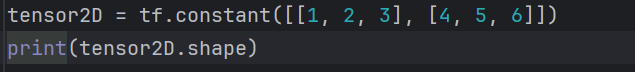 tensor2D = tf.constant([[1, 2, 3], [4, 5, 6]])
print(tensor2D.shape)